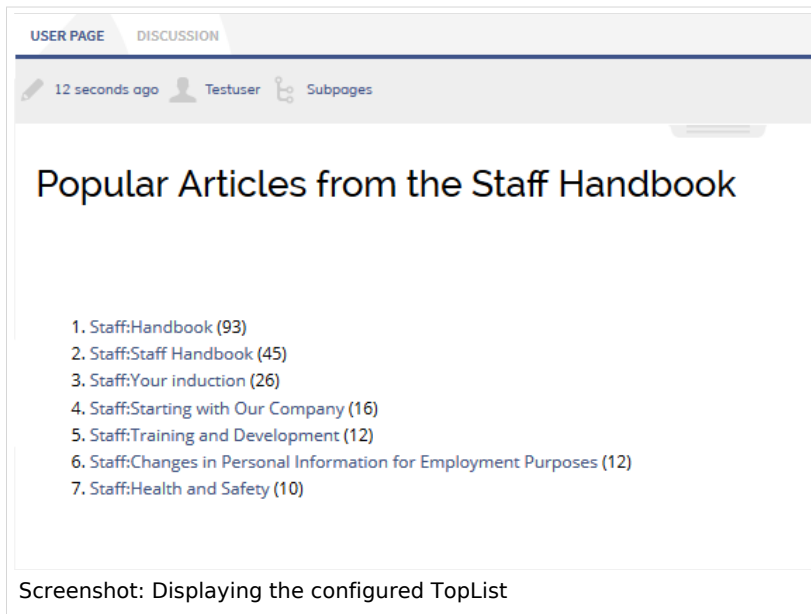 USER PAGE DISCUSSION
12 seconds ago Testuser Subpages
Popular Articles from the Staff Handbook
1. Staff:Handbook (93)
2. Staff:Staff Handbook (45)
3. Staff:Your induction (26)
4. Staff:Starting with Our Company (16)
5. Staff:Training and Development (12)
6. Staff:Changes in Personal Information for Employment Purposes (12)
7. Staff:Health and Safety (10)
Screenshot: Displaying the configured TopList